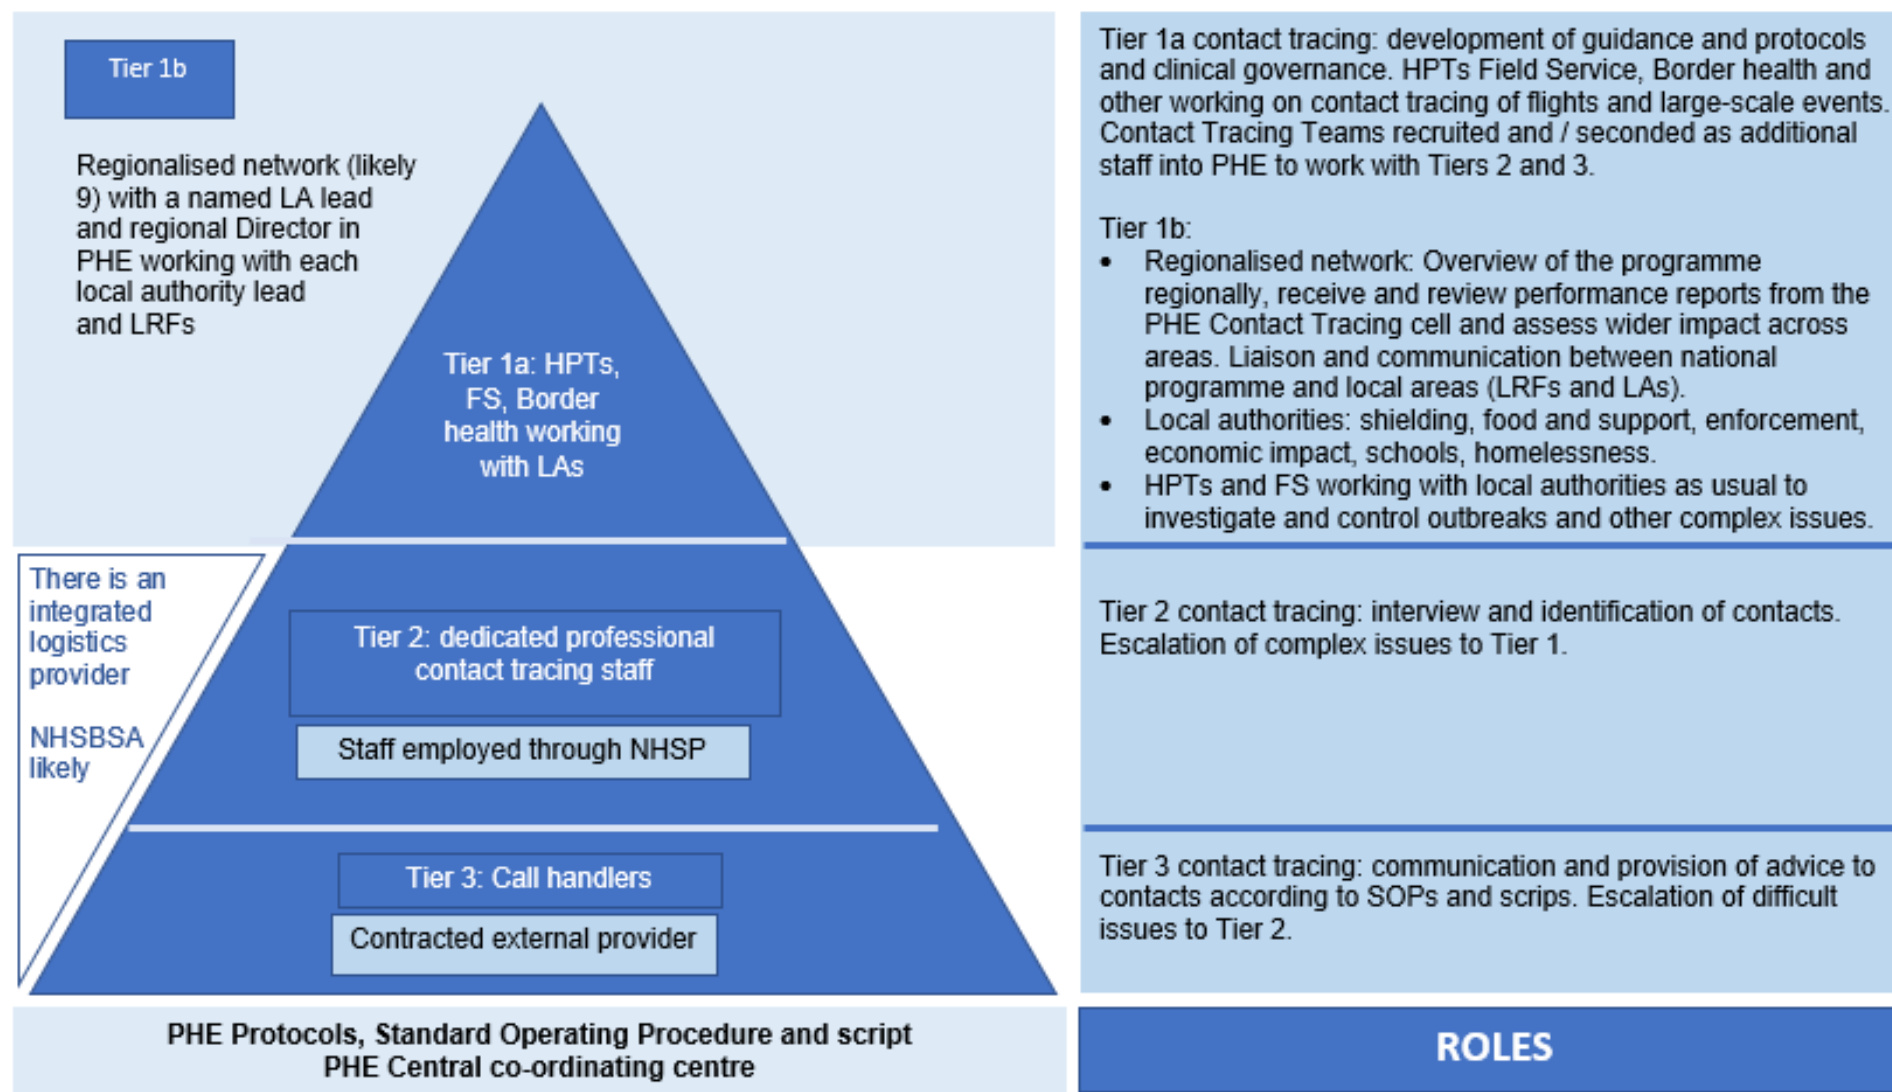 Tier 1b
Regionalised network (likely
9) with a named LA lead
and regional Director in
PHE working with each
local authority lead
and LRFs
Tier 1a: HPTs,
FS, Border
health working
with LAs
There is an
integrated
logistics
provider
NHSBSA
likely
Tier 2: dedicated professional
contact tracing staff
Staff employed through NHSP
Tier 3: Call handlers
Contracted external provider
PHE Protocols, Standard Operating Procedure and script
PHE Central co-ordinating centre
Tier 1a contact tracing: development of guidance and protocols
and clinical governance. HPTs Field Service, Border health and
other working on contact tracing of flights and large-scale events.
Contact Tracing Teams recruited and / seconded as additional
staff into PHE to work with Tiers 2 and 3.
Tier 1b:
• Regionalised network: Overview of the programme
regionally, receive and review performance reports from the
PHE Contact Tracing cell and assess wider impact across
areas. Liaison and communication between national
programme and local areas (LRFs and LAs).
• Local authorities: shielding, food and support, enforcement,
economic impact, schools, homelessness.
• HPTs and FS working with local authorities as usual to
investigate and control outbreaks and other complex issues.
Tier 2 contact tracing: interview and identification of contacts.
Escalation of complex issues to Tier 1.
Tier 3 contact tracing: communication and provision of advice to
contacts according to SOPs and scrips. Escalation of difficult
issues to Tier 2.
ROLES